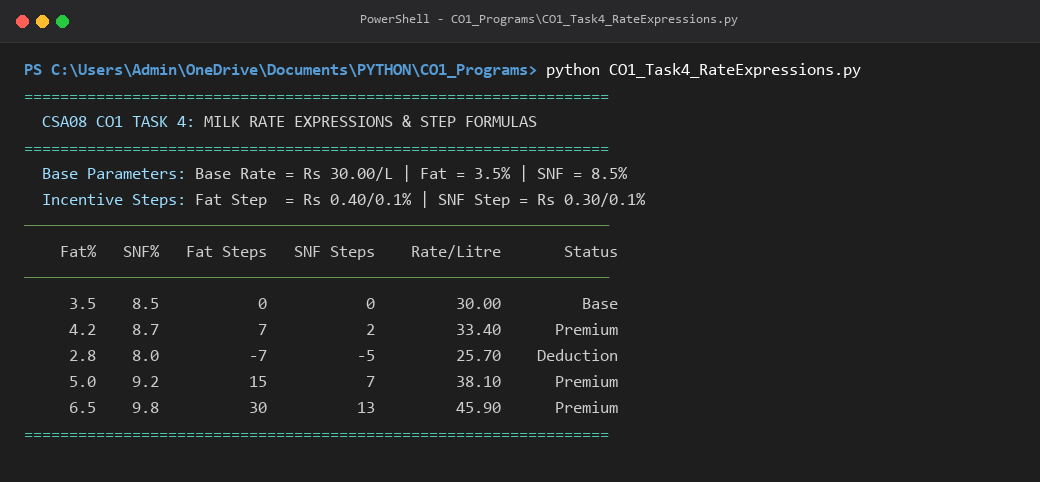 PowerShell - CO1_Programs\CO1_Task4_RateExpressions.py
PS C:\Users\Admin\OneDrive\Documents\PYTHON\CO1_Programs> python CO1_Task4_RateExpressions.py
=================================================================
  CSA08 CO1 TASK 4: MILK RATE EXPRESSIONS & STEP FORMULAS
=================================================================
  Base Parameters: Base Rate = Rs 30.00/L | Fat = 3.5% | SNF = 8.5%
  Incentive Steps: Fat Step  = Rs 0.40/0.1% | SNF Step = Rs 0.30/0.1%
─────────────────────────────────────────────────────────────────
    Fat%   SNF%   Fat Steps   SNF Steps    Rate/Litre       Status
─────────────────────────────────────────────────────────────────
     3.5    8.5           0           0         30.00         Base
     4.2    8.7           7           2         33.40      Premium
     2.8    8.0          -7          -5         25.70    Deduction
     5.0    9.2          15           7         38.10      Premium
     6.5    9.8          30          13         45.90      Premium
=================================================================